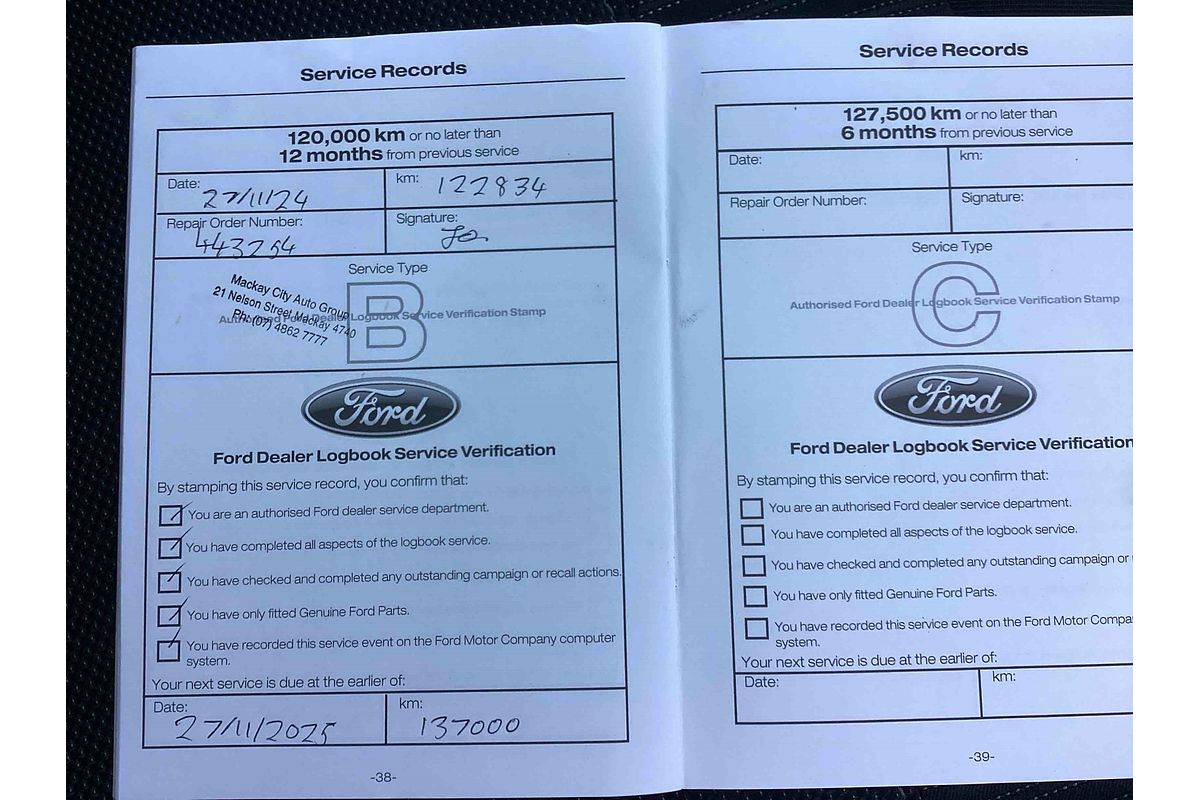 Service Records
120,000 km or no later than
12 months from previous service
Date: 27/11/24
km: 122834
Repair Order Number: 443254
Signature:
Service Type
B
Authorised Ford Dealer Logbook Service Verification Stamp
Mackay City Auto Group
21 Nelson Street Mackay 4740
Ph: (07) 4862 7777
Ford
Ford Dealer Logbook Service Verification
By stamping this service record, you confirm that:
You are an authorised Ford dealer service department.
You have completed all aspects of the logbook service.
You have checked and completed any outstanding campaign or recall actions.
You have only fitted Genuine Ford Parts.
You have recorded this service event on the Ford Motor Company computer
system.
Your next service is due at the earlier of:
Date: 27/11/2025
km: 137000
-38-
Service Records
127,500 km or no later than
6 months from previous service
Date:
km:
Repair Order Number:
Signature:
Service Type
C
Authorised Ford Dealer Logbook Service Verification Stamp
Ford
Ford Dealer Logbook Service Verification
By stamping this service record, you confirm that:
You are an authorised Ford dealer service department.
You have completed all aspects of the logbook service.
You have checked and completed any outstanding campaign or
You have only fitted Genuine Ford Parts.
You have recorded this service event on the Ford Motor Compa
system.
Your next service is due at the earlier of:
Date:
km:
-39-